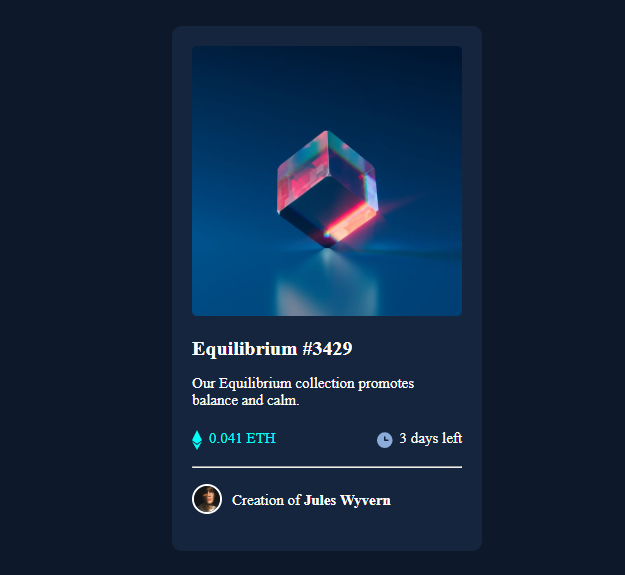 Equilibrium #3429
Our Equilibrium collection promotes
balance and calm.
0.041 ETH 3 days left
Creation of Jules Wyvern